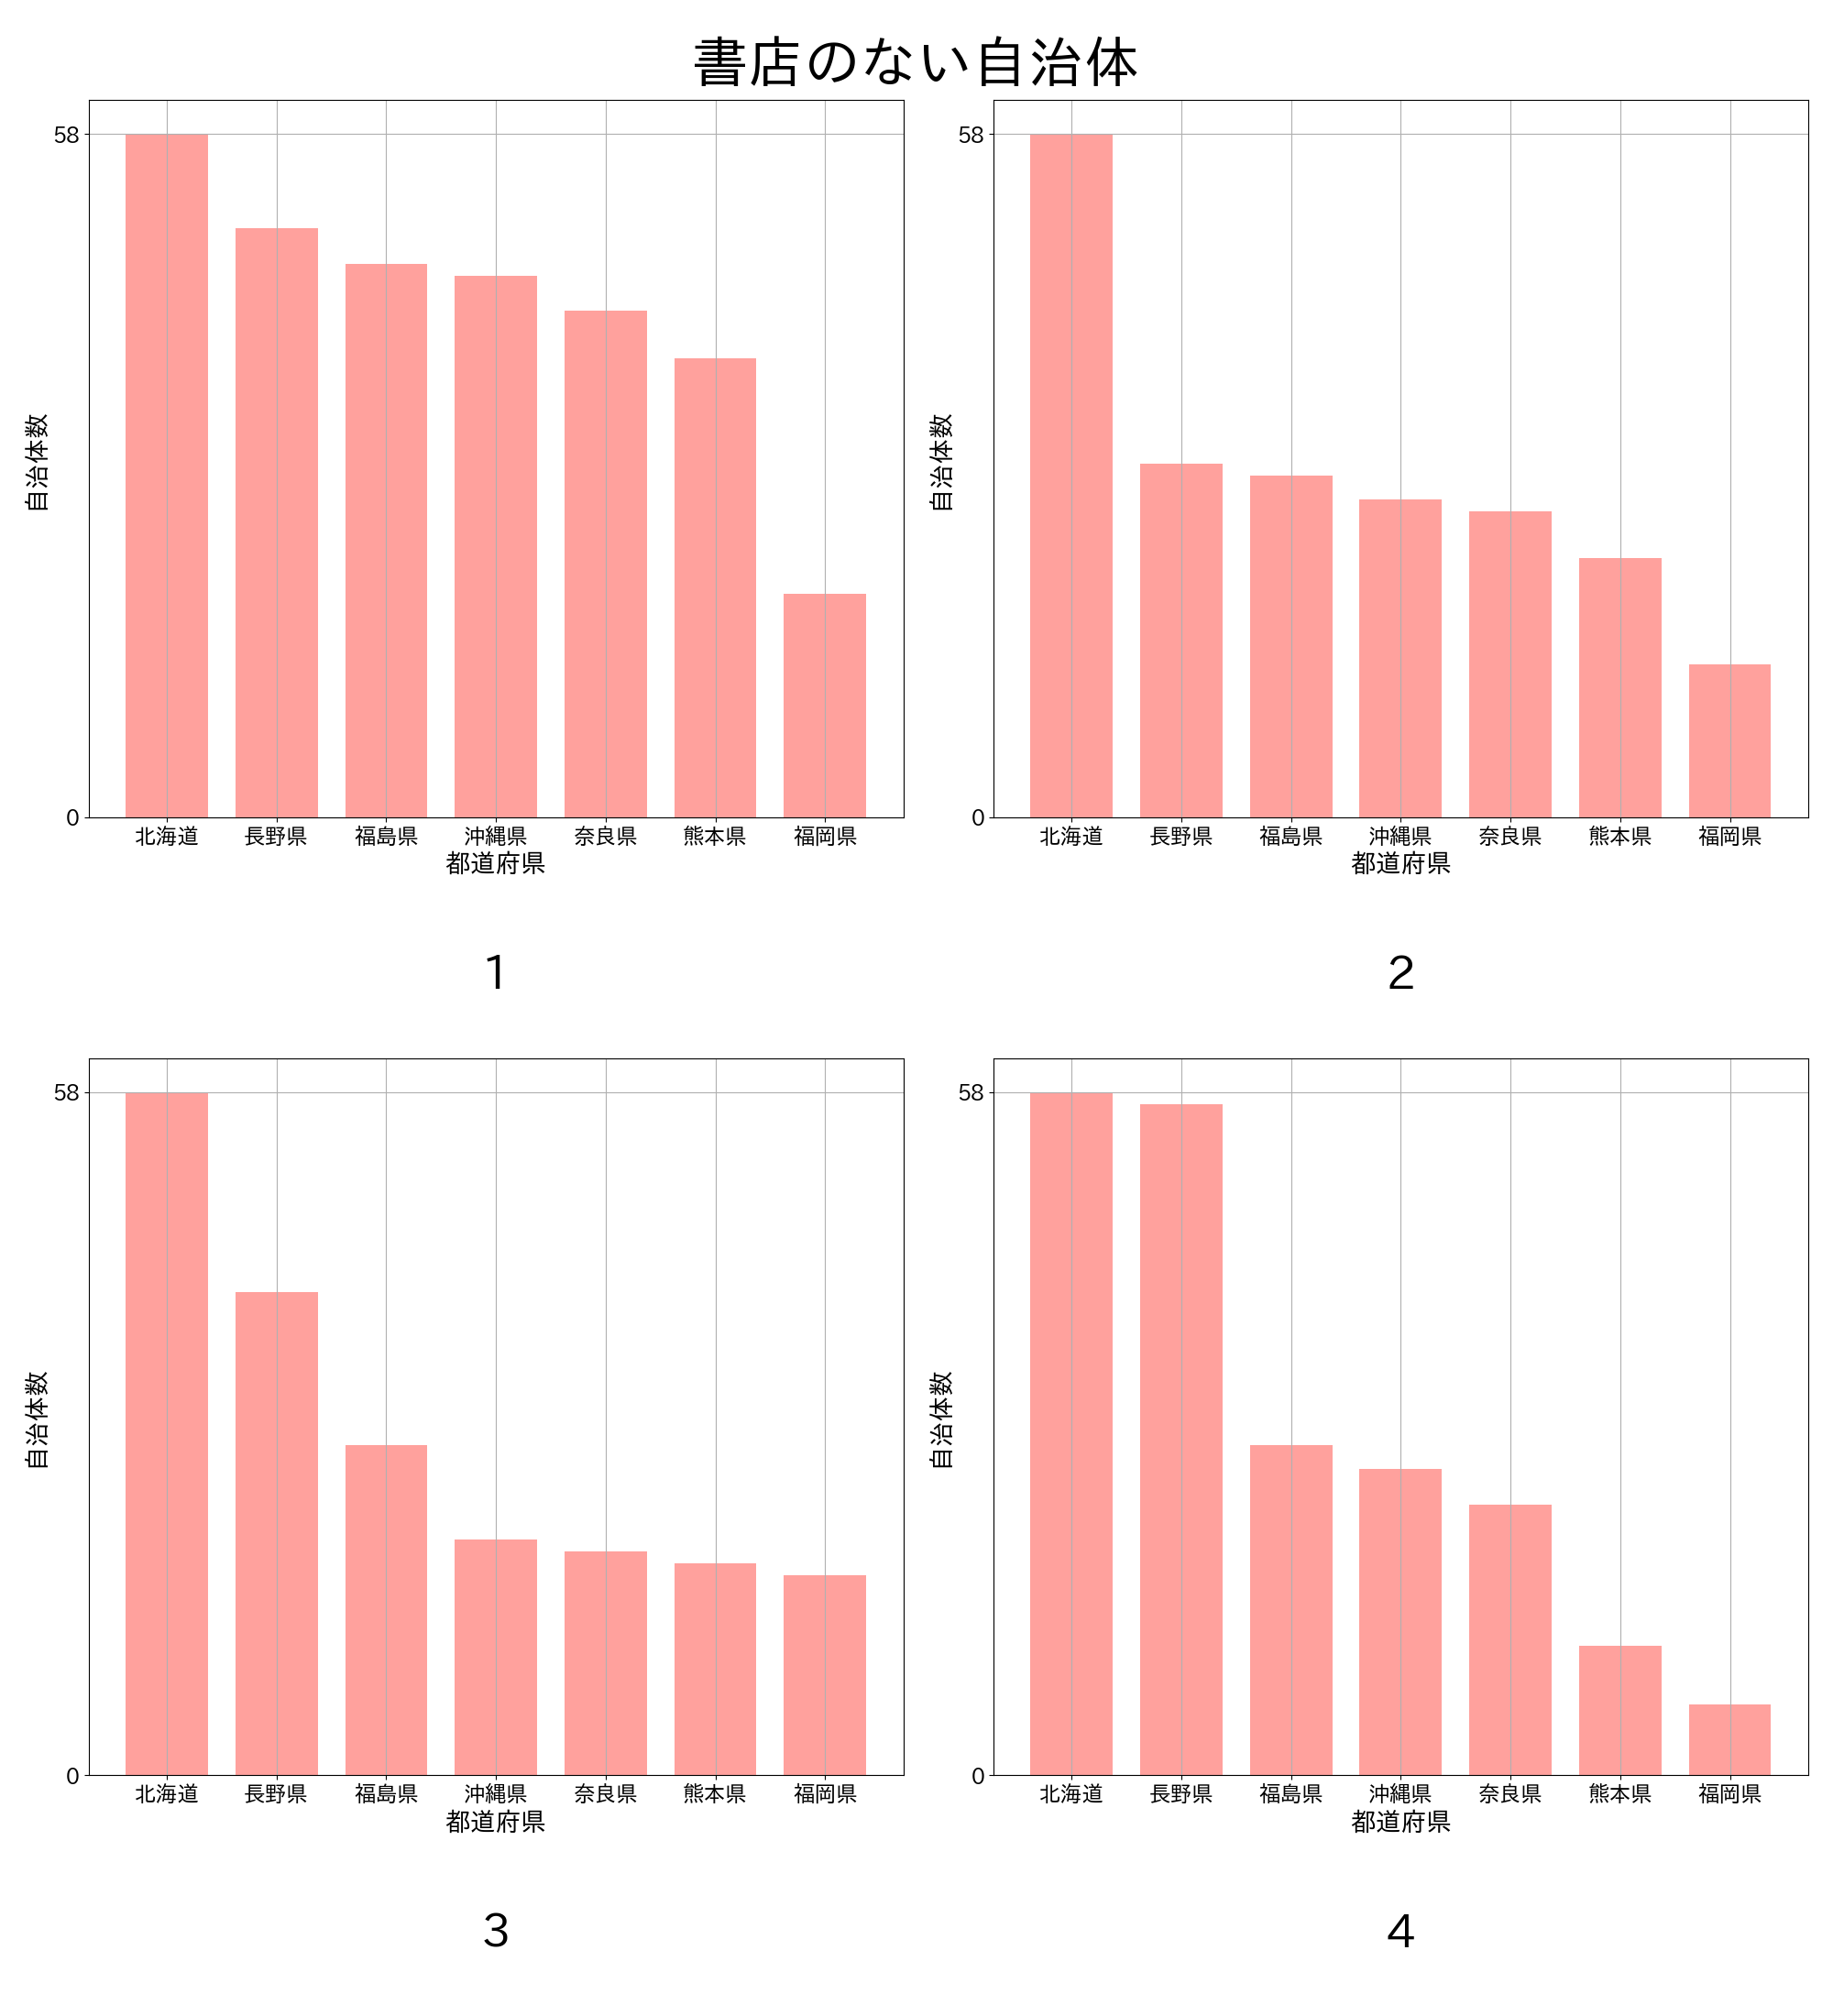 書店のない自治体
58
0
自治体数
北海道 長野県 福島県 沖縄県 奈良県 熊本県 福岡県
都道府県
1
58
0
自治体数
北海道 長野県 福島県 沖縄県 奈良県 熊本県 福岡県
都道府県
2
58
0
自治体数
北海道 長野県 福島県 沖縄県 奈良県 熊本県 福岡県
都道府県
3
58
0
自治体数
北海道 長野県 福島県 沖縄県 奈良県 熊本県 福岡県
都道府県
4